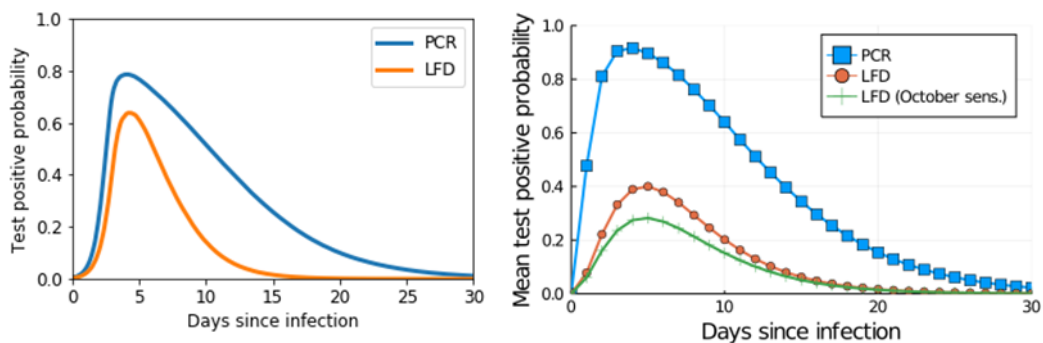 1.0
0.8
0.6
0.4
0.2
0.0
Test positive probability
PCR
LFD
0 5 10 15 20 25 30
Days since infection
1.0
0.8
0.6
0.4
0.2
0.0
Mean test positive probability
PCR
LFD
LFD (October sens.)
0 10 20 30
Days since infection